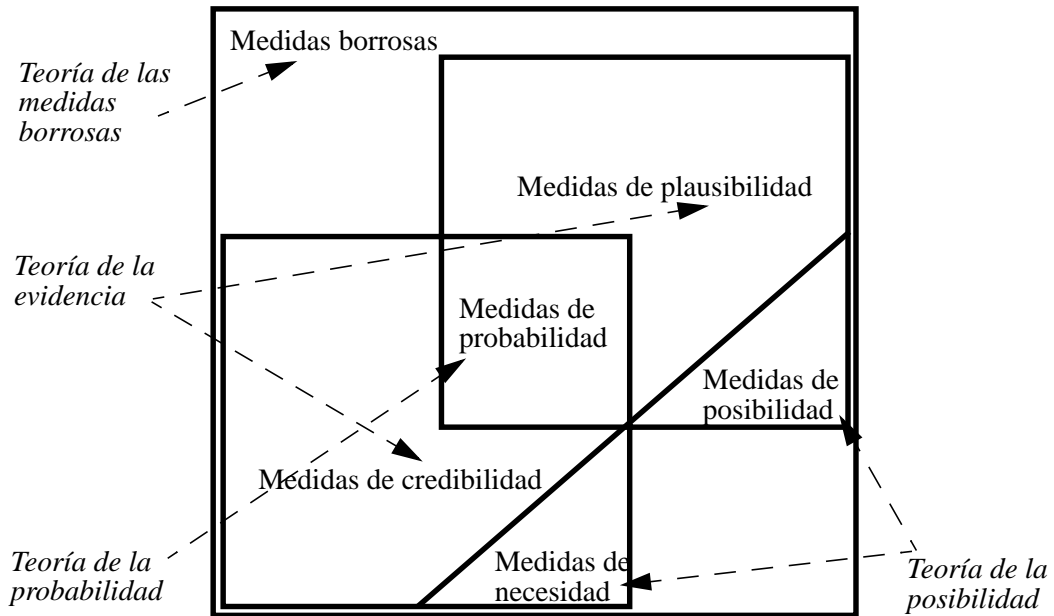 Medidas borrosas
Teoría de las
medidas
borrosas
Medidas de plausibilidad
Teoría de la
evidencia
Medidas de
probabilidad
Medidas de
posibilidad
Medidas de credibilidad
Teoría de la
probabilidad
Medidas de
necesidad
Teoría de la
posibilidad